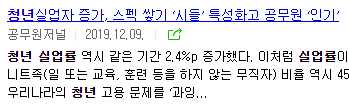 청년실업자 증가, 스펙 쌓기 '시들' 특성화고 공무원 '인기'
공무원저널 | 2019.12.09. |
청년 실업률 역시 같은 기간 2.4%p 증가했다. 이처럼 실업률이
니트족(일 또는 교육, 훈련 등을 하지 않는 무직자) 비율 역시 45
우리나라의 청년 고용 문제를 '과잉...